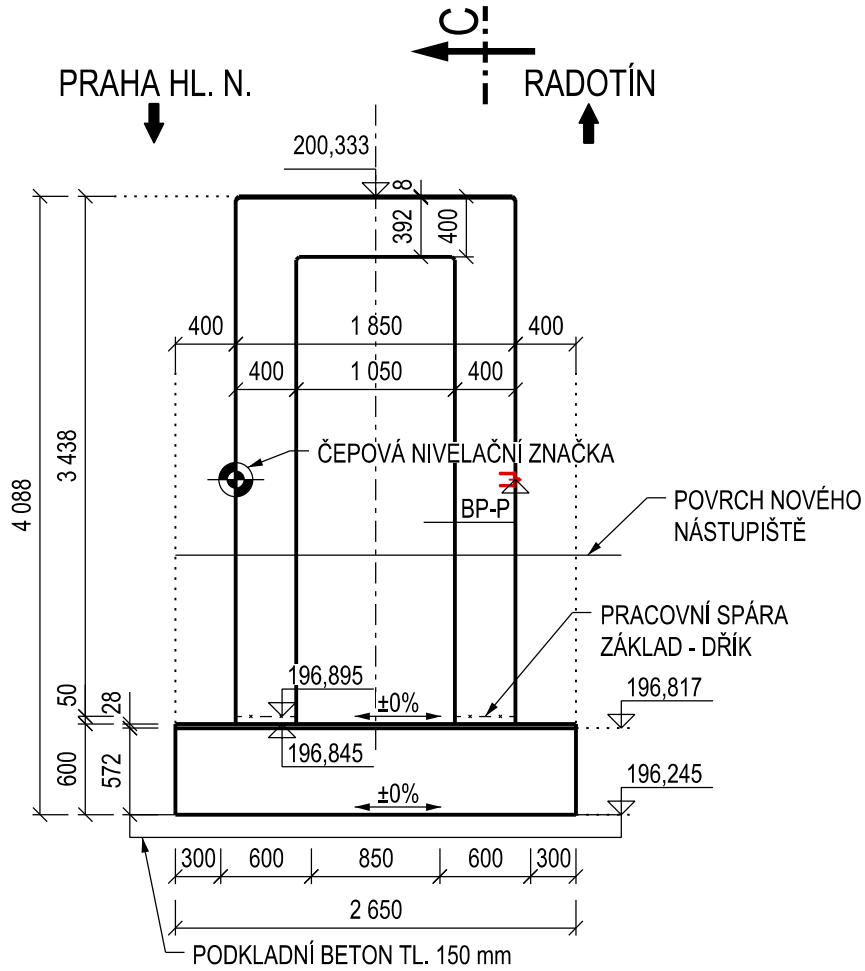 C
PRAHA HL. N.
RADOTÍN
200,333
8
392
400
400
1 850
400
400
1 050
400
3 438
4 088
ČEPOVÁ NIVELAČNÍ ZNAČKA
BP-P
POVRCH NOVÉHO
NÁSTUPIŠTĚ
PRACOVNÍ SPÁRA
ZÁKLAD - DŘÍK
196,895
±0%
196,817
50
28
196,845
600
572
±0%
196,245
300
600
850
600
300
2 650
PODKLADNÍ BETON TL. 150 mm